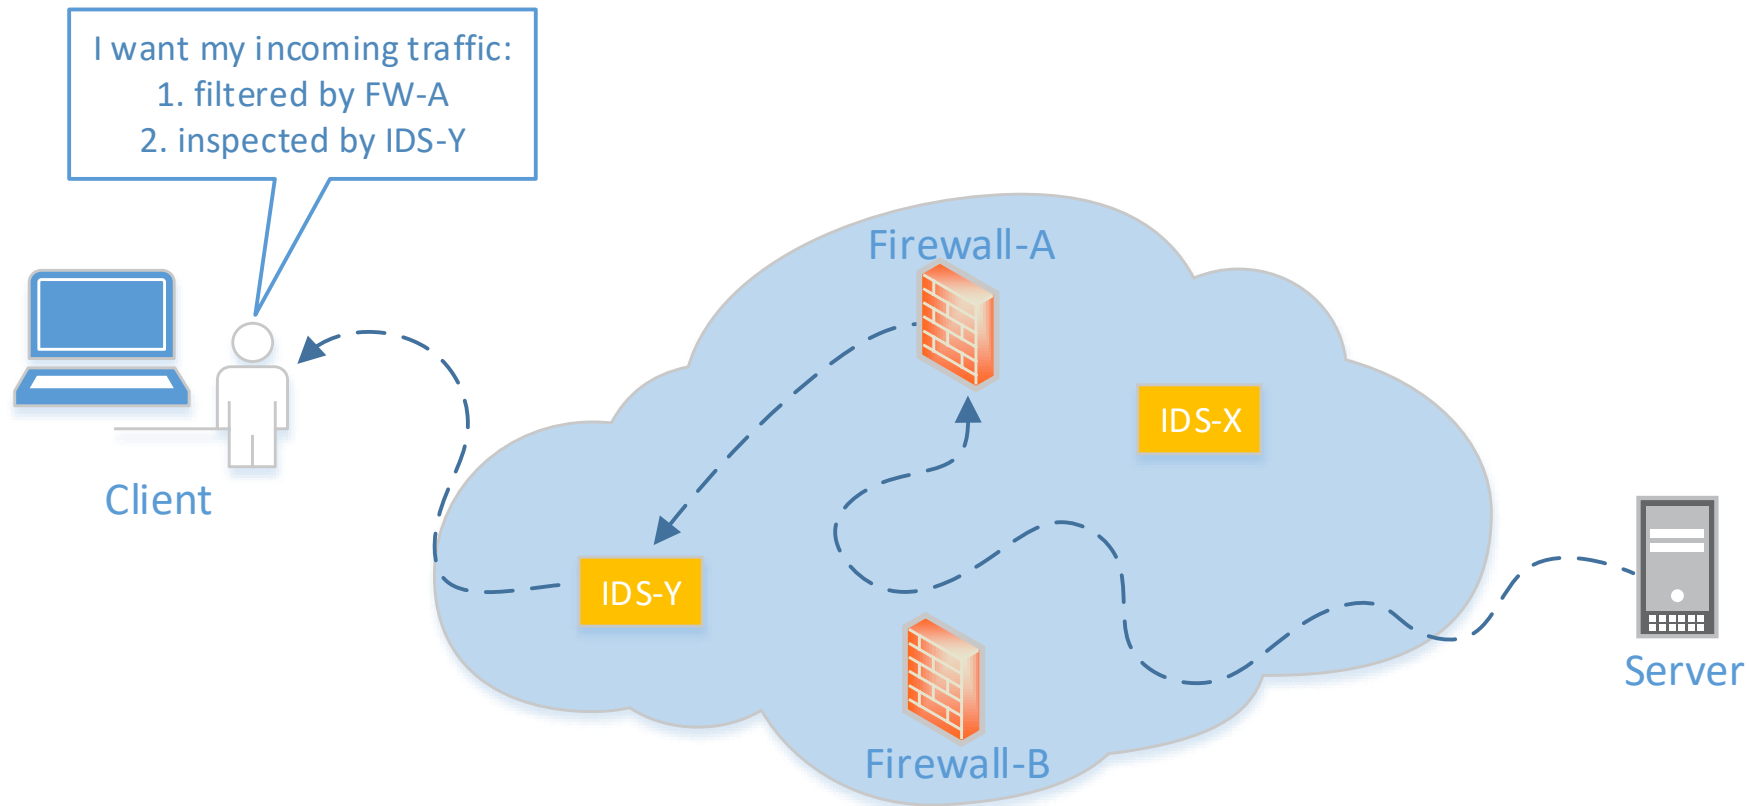 I want my incoming traffic:
1. filtered by FW-A
2. inspected by IDS-Y
Firewall-A
IDS-X
Client
IDS-Y
Server
Firewall-B